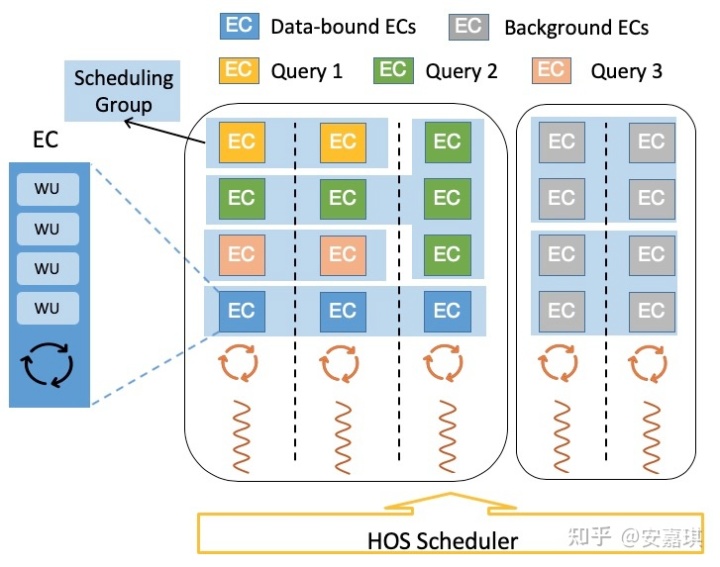 EC Data-bound ECs EC Background ECs
EC Query 1 EC Query 2 EC Query 3
Scheduling
Group
EC
WU
WU
WU
WU
EC EC EC EC EC
EC EC EC EC EC
EC EC EC EC EC
EC EC EC EC EC
HOS Scheduler
知乎 @安嘉琪